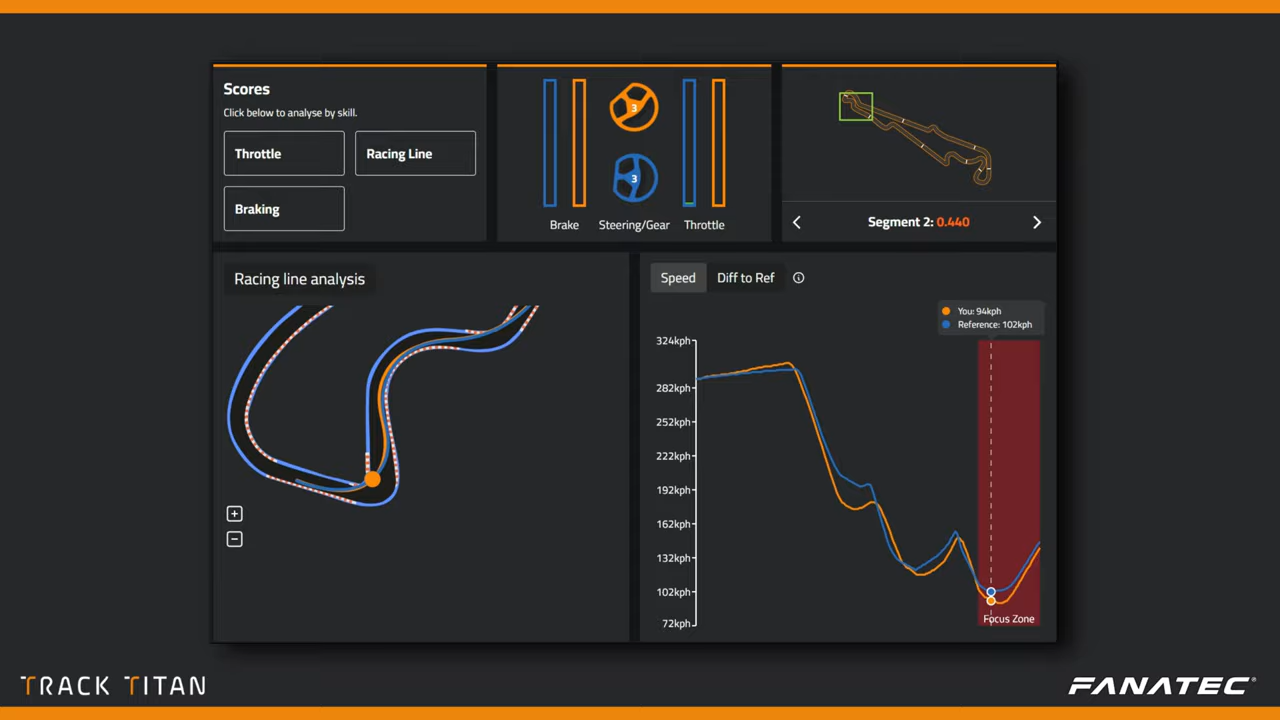 Scores
Click below to analyse by skill.
Throttle
Racing Line
Braking
3
3
Brake
Steering/Gear
Throttle
Segment 2: 0.440
Racing line analysis
Speed
Diff to Ref
You: 94kph
Reference: 102kph
324kph
282kph
252kph
222kph
192kph
162kph
132kph
102kph
72kph
Focus Zone
TRACK TITAN
FANATEC